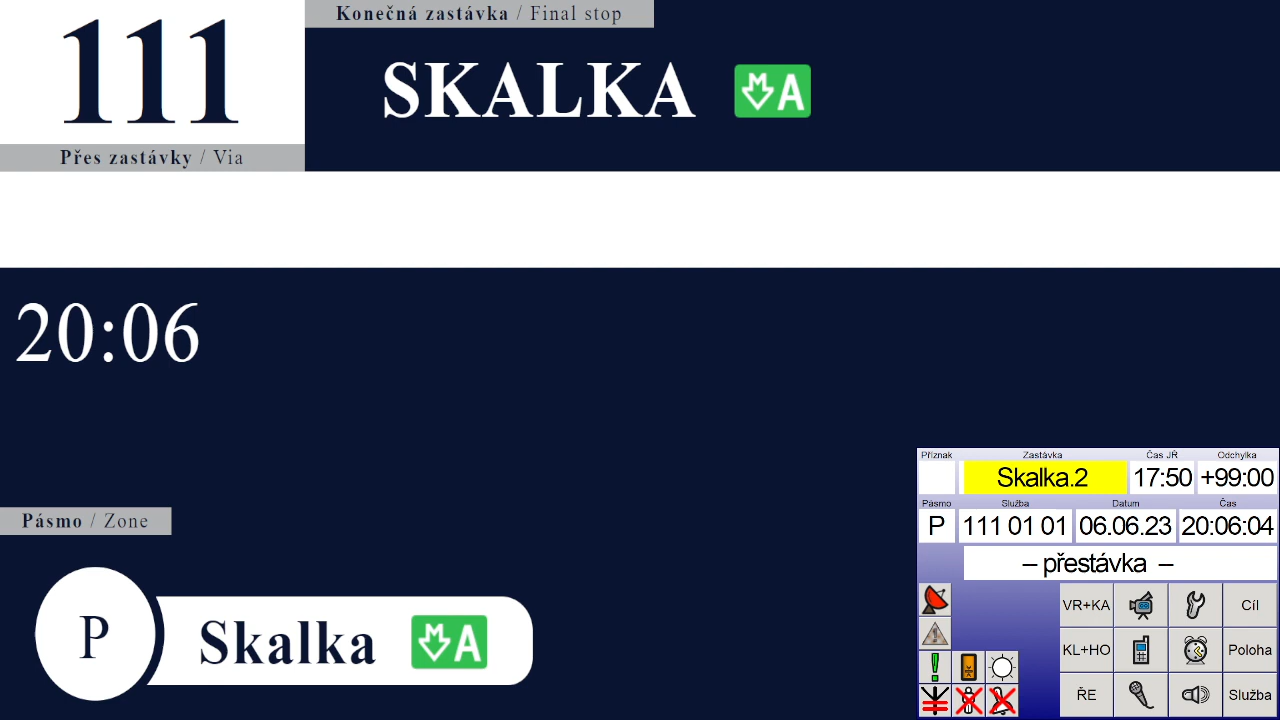 111
Konečná zastávka / Final stop
SKALKA M A
Přes zastávky / Via
20:06
Pásmo / Zone
P
Skalka M A
Příznak Zastávka Čas JŘ Odchylka
Skalka.2 17:50 +99:00
Pásmo Služba Datum Čas
P 111 01 01 06.06.23 20:06:04
– přestávka –
VR+KA Cíl
KL+HO Poloha
ŘE Služba